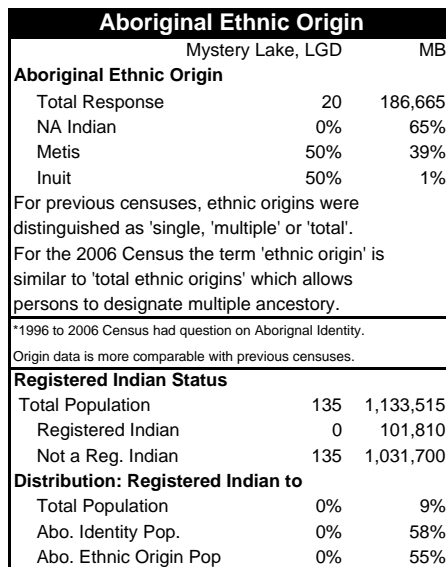 Aboriginal Ethnic Origin
Mystery Lake, LGD MB
Aboriginal Ethnic Origin
Total Response 20 186,665
NA Indian 0% 65%
Metis 50% 39%
Inuit 50% 1%
For previous censuses, ethnic origins were
distinguished as 'single, 'multiple' or 'total'.
For the 2006 Census the term 'ethnic origin' is
similar to 'total ethnic origins' which allows
persons to designate multiple ancestory.
*1996 to 2006 Census had question on Aborignal Identity.
Origin data is more comparable with previous censuses.
Registered Indian Status
Total Population 135 1,133,515
Registered Indian 0 101,810
Not a Reg. Indian 135 1,031,700
Distribution: Registered Indian to
Total Population 0% 9%
Abo. Identity Pop. 0% 58%
Abo. Ethnic Origin Pop 0% 55%